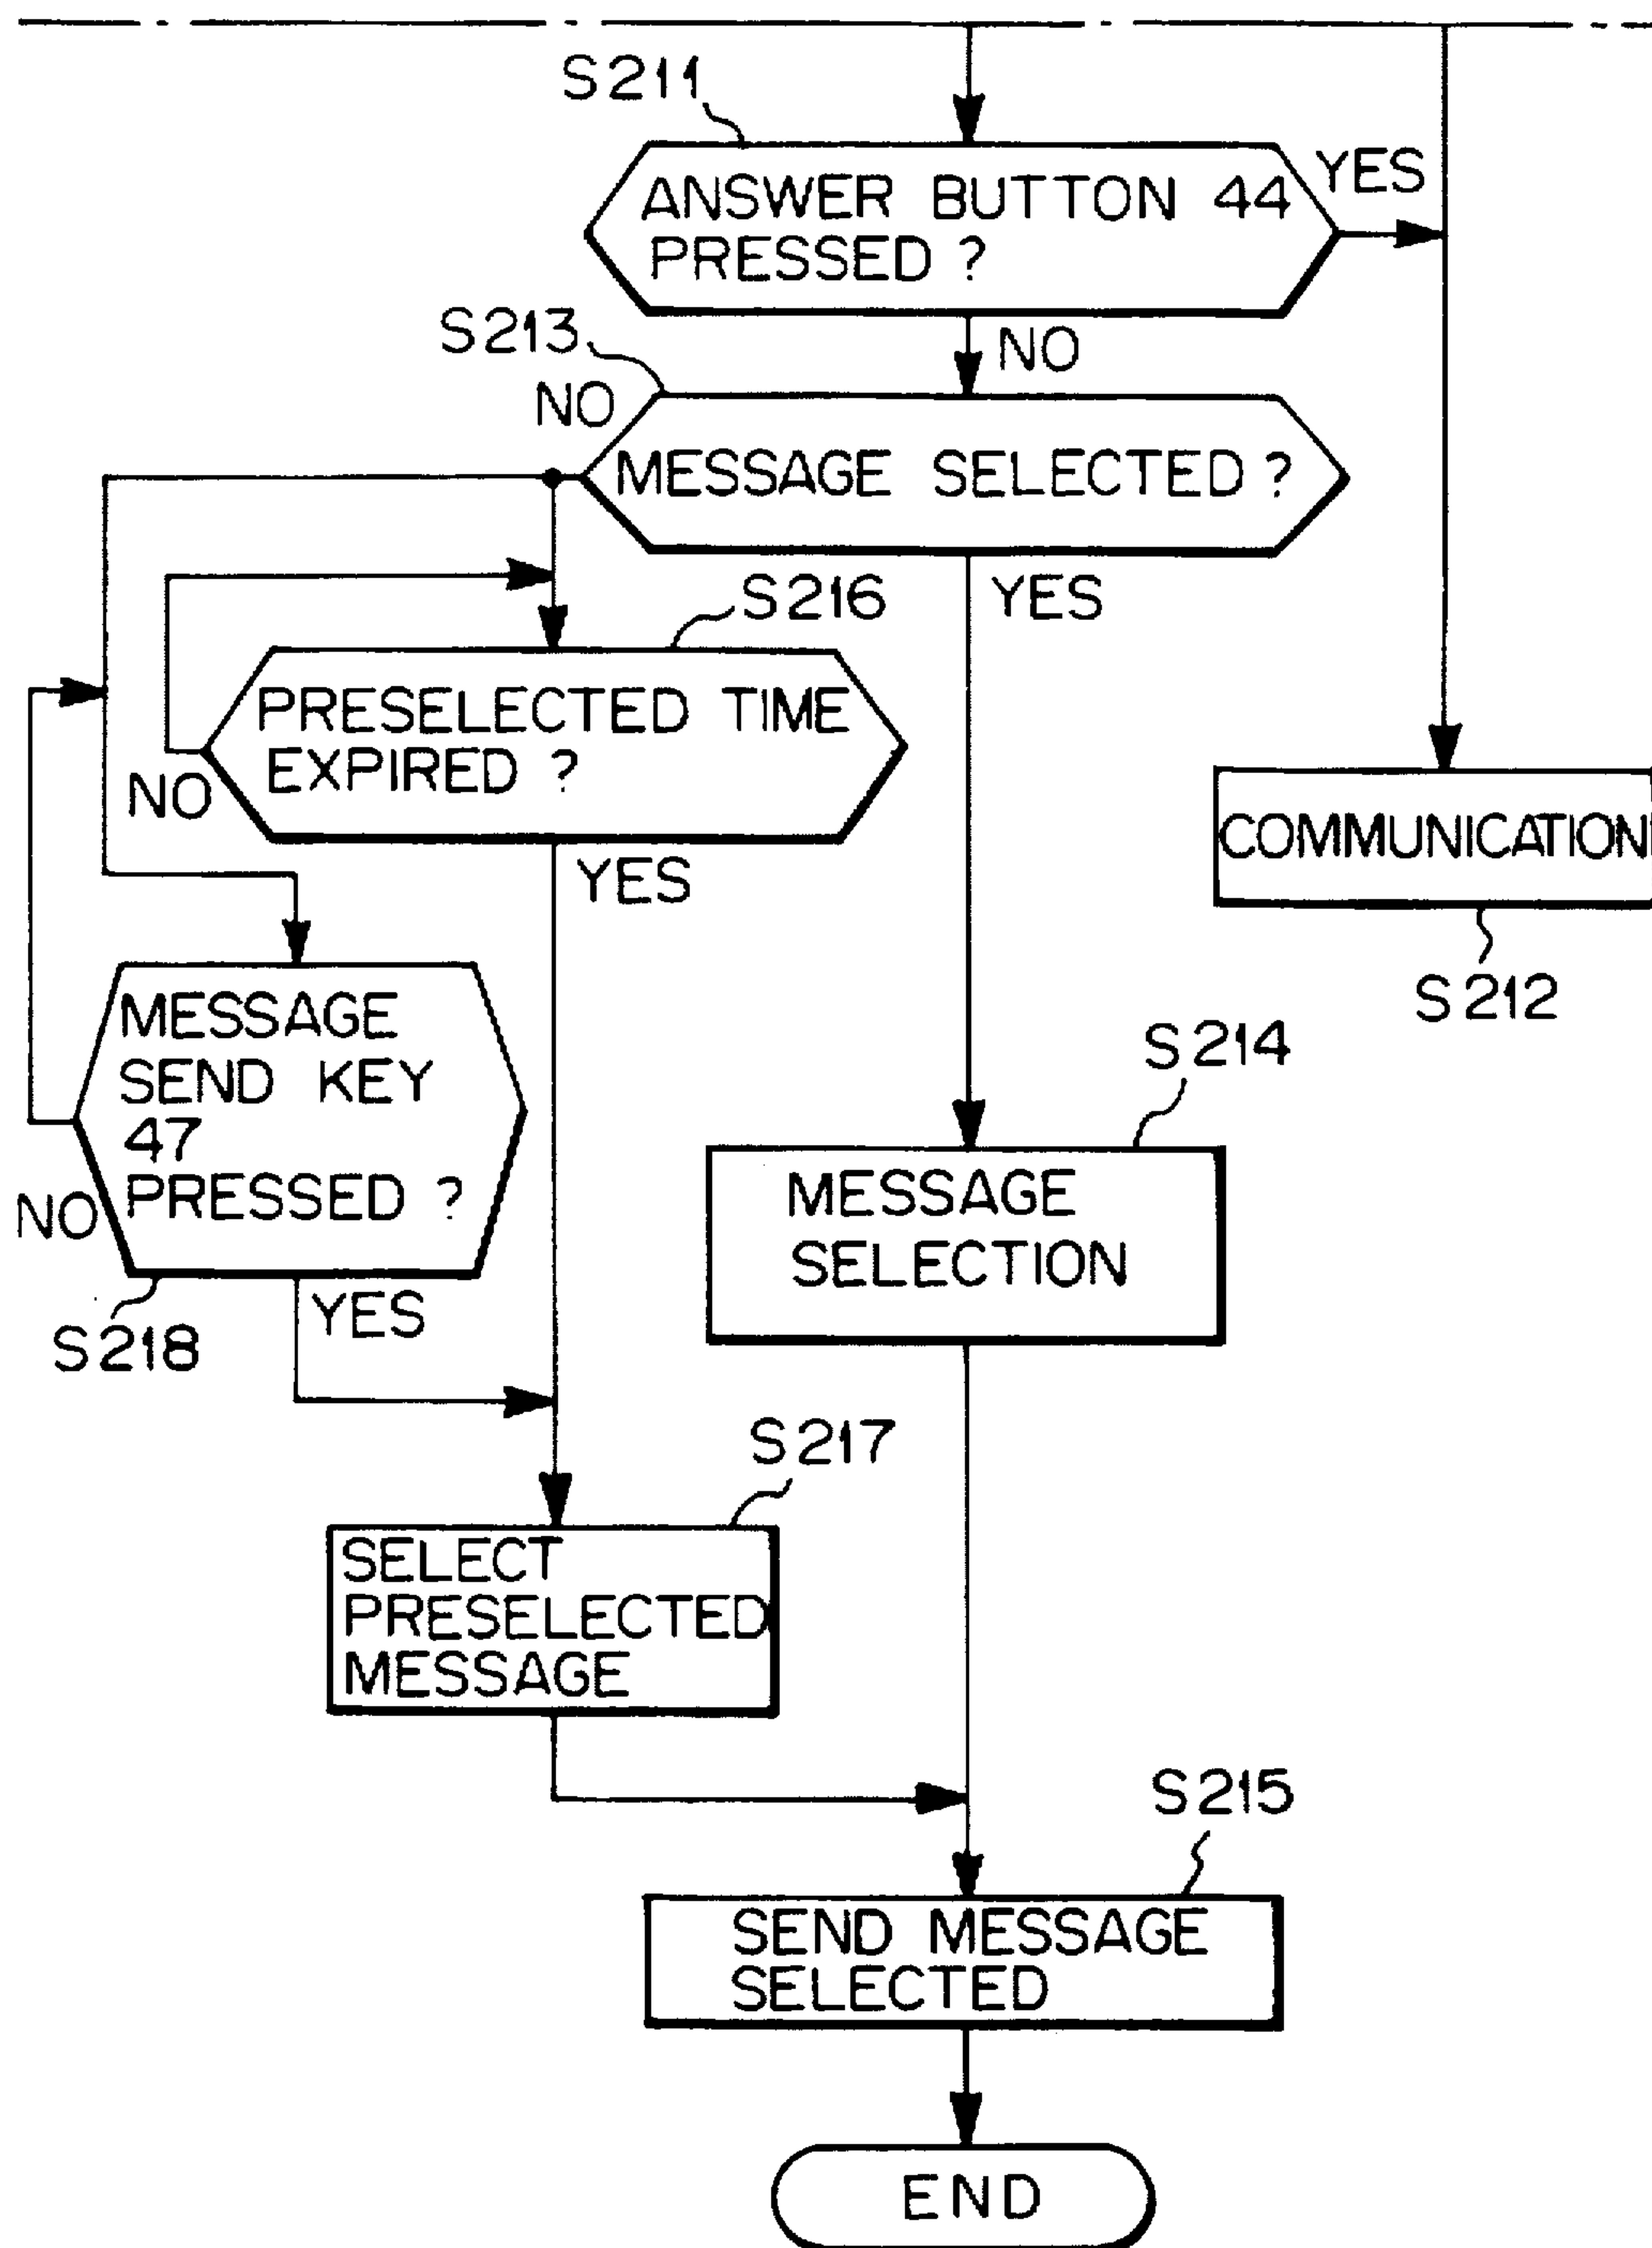 S211
YES
ANSWER BUTTON 44
PRESSED ?
S213
NO
NO
MESSAGE SELECTED ?
S216
YES
PRESELECTED TIME
EXPIRED ?
NO
YES
COMMUNICATION
S212
MESSAGE
SEND KEY
47
PRESSED ?
NO
S218
YES
S214
MESSAGE
SELECTION
S217
SELECT
PRESELECTED
MESSAGE
S215
SEND MESSAGE
SELECTED
END